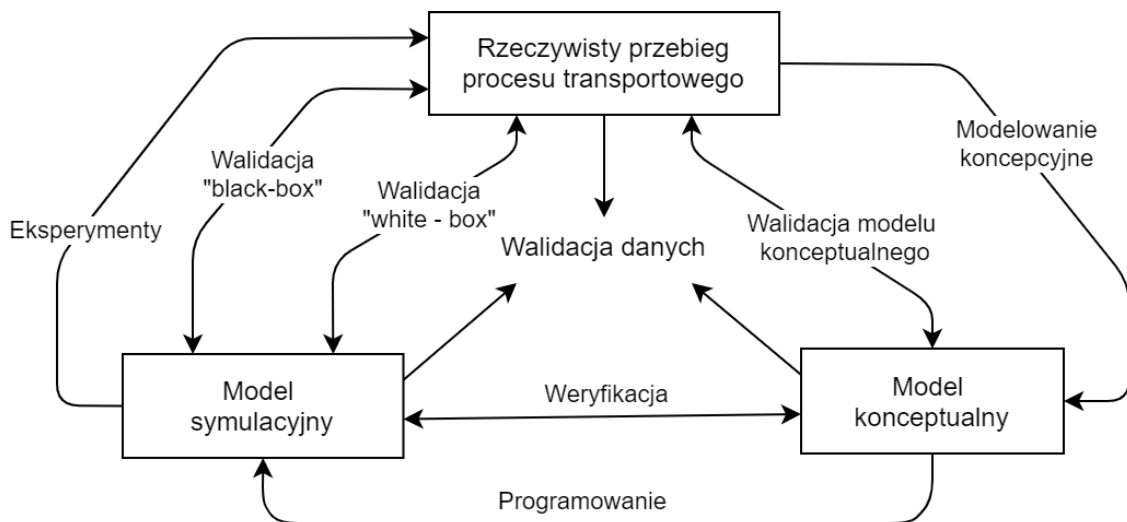 Rzeczywisty przebieg
procesu transportowego
Modelowanie
koncepcyjne
Walidacja
"black-box"
Walidacja
"white - box"
Eksperymenty
Walidacja modelu
konceptualnego
Walidacja danych
Model
symulacyjny
Weryfikacja
Model
konceptualny
Programowanie